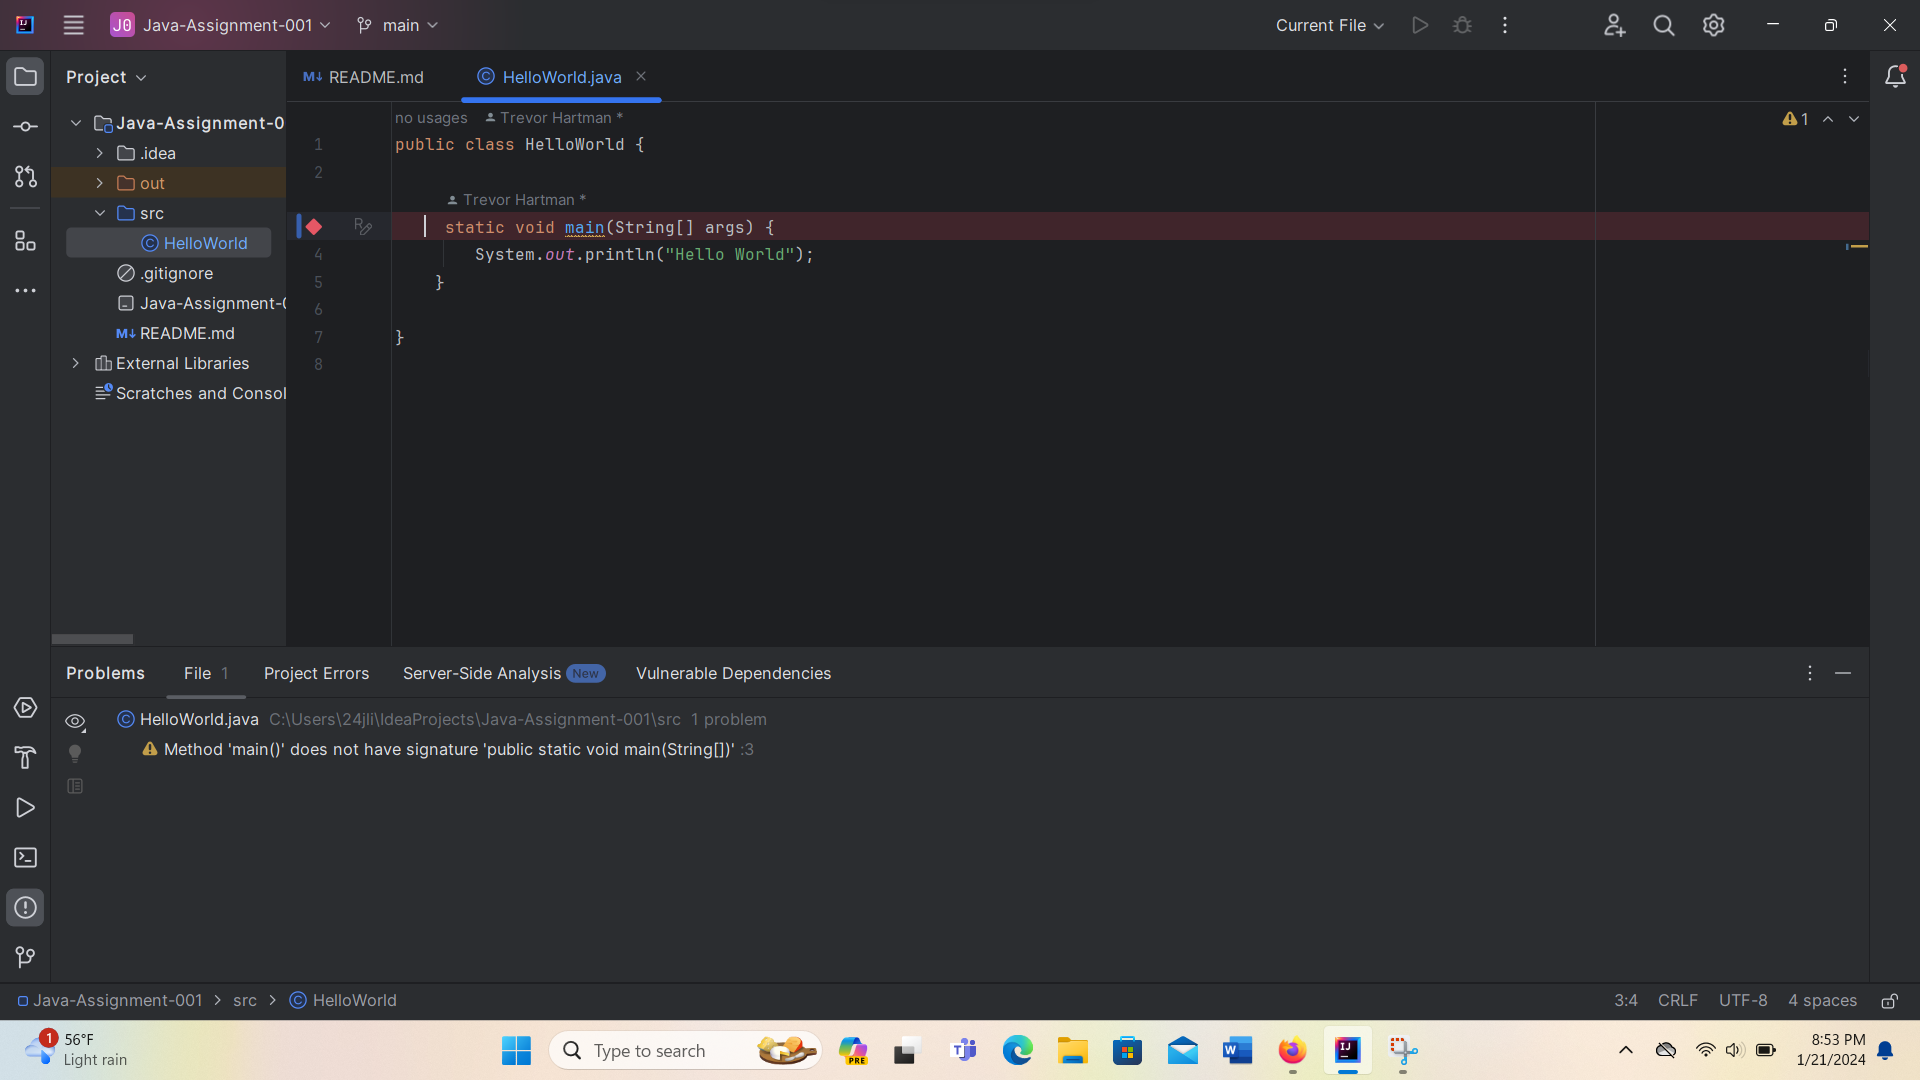 J0 Java-Assignment-001 main Current File
Project
README.md HelloWorld.java
Java-Assignment-0
.idea
out
src
HelloWorld
.gitignore
Java-Assignment-0
README.md
External Libraries
Scratches and Consol
no usages Trevor Hartman *
1 public class HelloWorld {
2
Trevor Hartman *
static void main(String[] args) {
4 System.out.println("Hello World");
5 }
6
7 }
8
1
Problems File 1 Project Errors Server-Side Analysis New Vulnerable Dependencies
HelloWorld.java C:\Users\24jli\IdeaProjects\Java-Assignment-001\src 1 problem
Method 'main()' does not have signature 'public static void main(String[])' :3
Java-Assignment-001 > src > HelloWorld 3:4 CRLF UTF-8 4 spaces
1 56°F
Light rain
Type to search
PRE
8:53 PM
1/21/2024